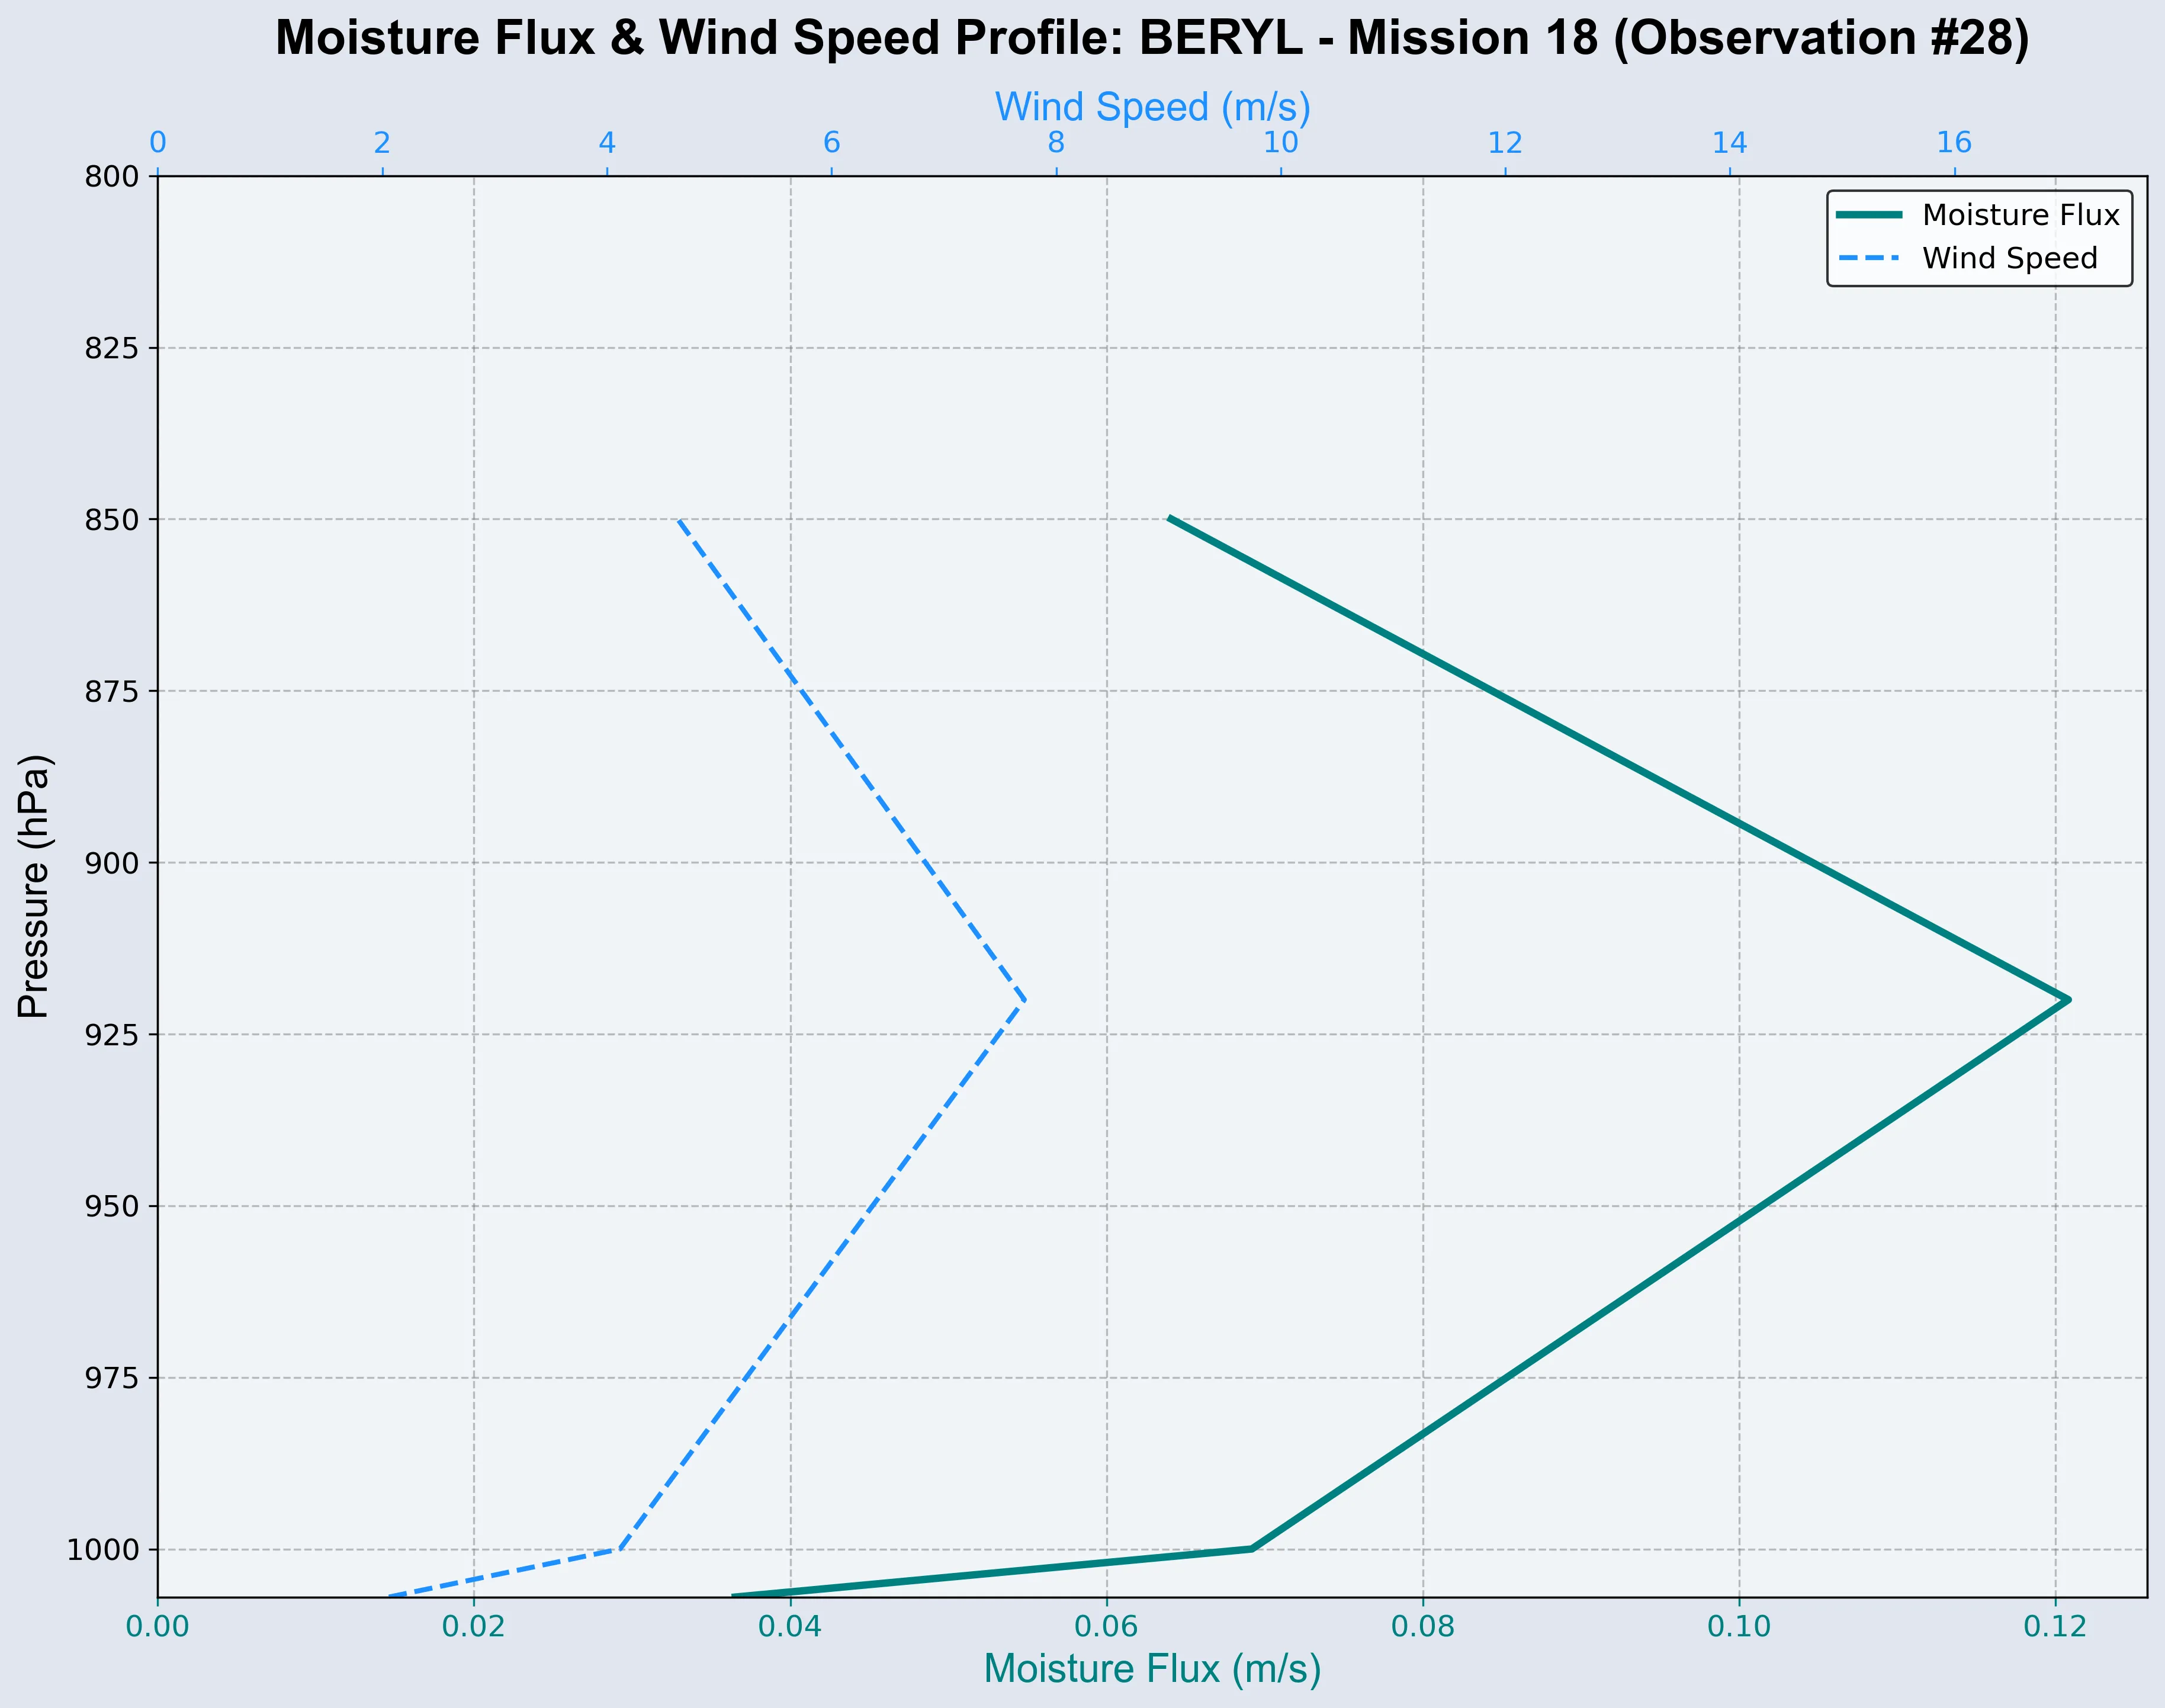 Moisture Flux & Wind Speed Profile: BERYL - Mission 18 (Observation #28)
Wind Speed (m/s)
0 2 4 6 8 10 12 14 16
800
Moisture Flux
Wind Speed
825
850
875
900
925
950
975
1000
Pressure (hPa)
0.00 0.02 0.04 0.06 0.08 0.10 0.12
Moisture Flux (m/s)